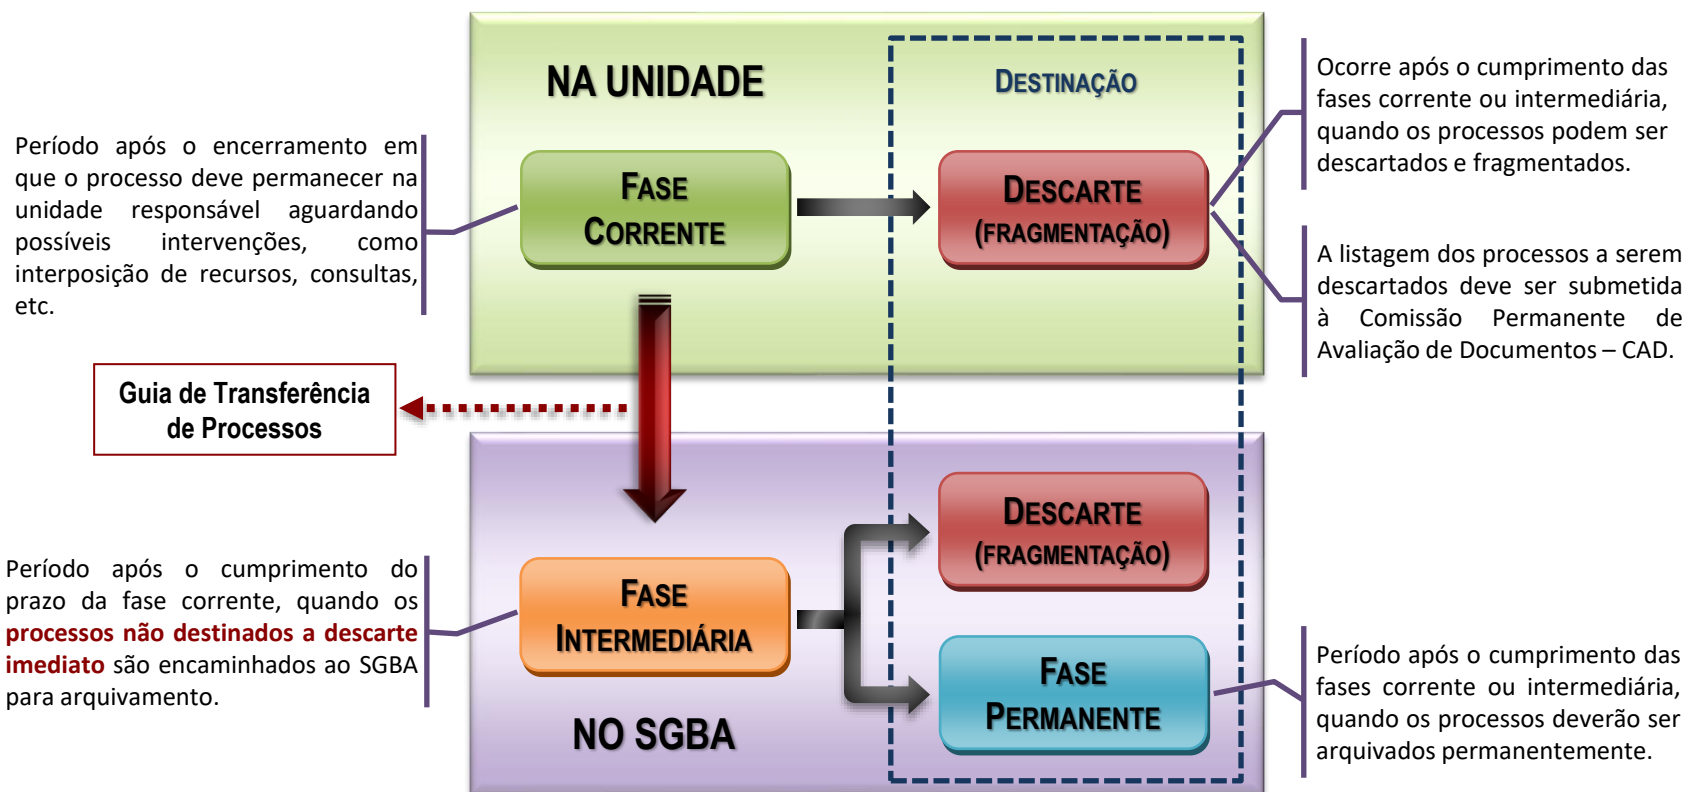 NA UNIDADE
DESTINAÇÃO
FASE
CORRENTE
DESCARTE
(FRAGMENTAÇÃO)
Período após o encerramento em
que o processo deve permanecer na
unidade responsável aguardando
possíveis intervenções, como
interposição de recursos, consultas,
etc.
Ocorre após o cumprimento das
fases corrente ou intermediária,
quando os processos podem ser
descartados e fragmentados.
A listagem dos processos a serem
descartados deve ser submetida
à Comissão Permanente de
Avaliação de Documentos – CAD.
Guia de Transferência
de Processos
Período após o cumprimento do
prazo da fase corrente, quando os
processos não destinados a descarte
imediato são encaminhados ao SGBA
para arquivamento.
FASE
INTERMEDIÁRIA
NO SGBA
DESCARTE
(FRAGMENTAÇÃO)
FASE
PERMANENTE
Período após o cumprimento das
fases corrente ou intermediária,
quando os processos deverão ser
arquivados permanentemente.